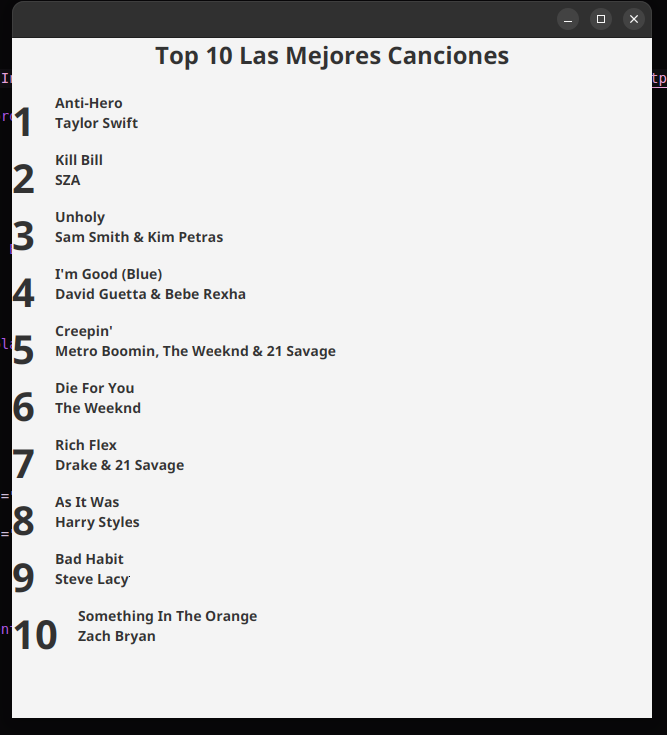 Top 10 Las Mejores Canciones
1
Anti-Hero
Taylor Swift
2
Kill Bill
SZA
3
Unholy
Sam Smith & Kim Petras
4
I'm Good (Blue)
David Guetta & Bebe Rexha
5
Creepin'
Metro Boomin, The Weeknd & 21 Savage
6
Die For You
The Weeknd
7
Rich Flex
Drake & 21 Savage
8
As It Was
Harry Styles
9
Bad Habit
Steve Lacy
10
Something In The Orange
Zach Bryan